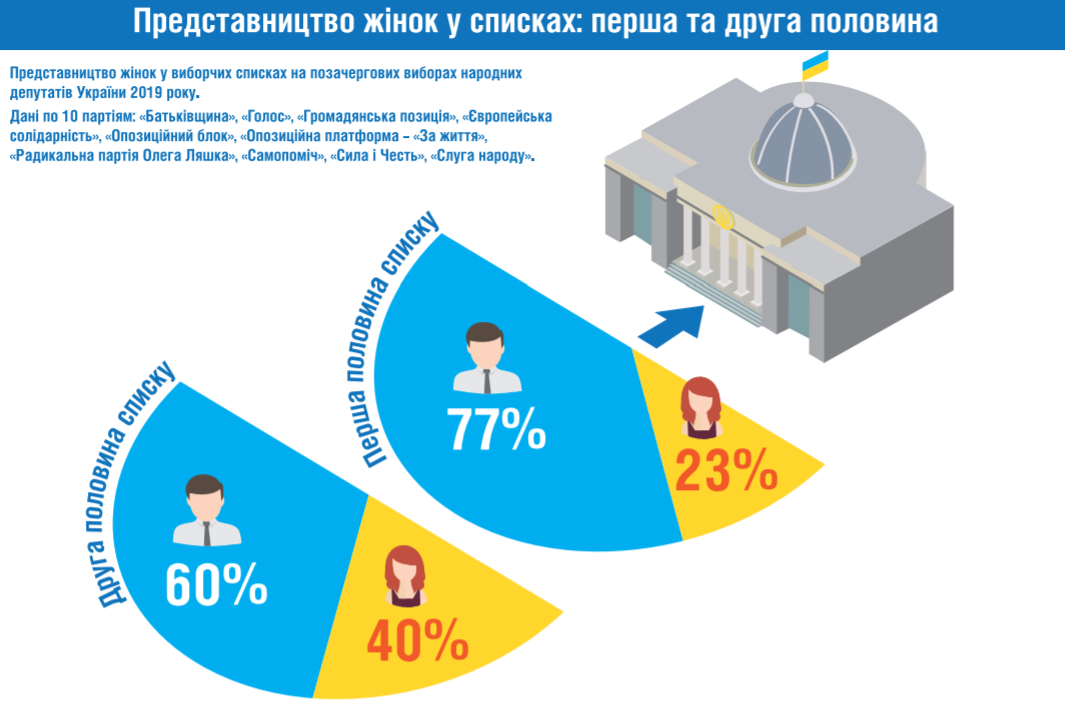 Представництво жінок у списках: перша та друга половина
Представництво жінок у виборчих списках на позачергових виборах народних
депутатів України 2019 року.
Дані по 10 партіям: «Батьківщина», «Голос», «Громадянська позиція», «Європейська
солідарність», «Опозиційний блок», «Опозиційна платформа – «За життя»,
«Радикальна партія Олега Ляшка», «Самопоміч», «Сила і Честь», «Слуга народу».
Перша половина списку
77%
23%
Друга половина списку
60%
40%